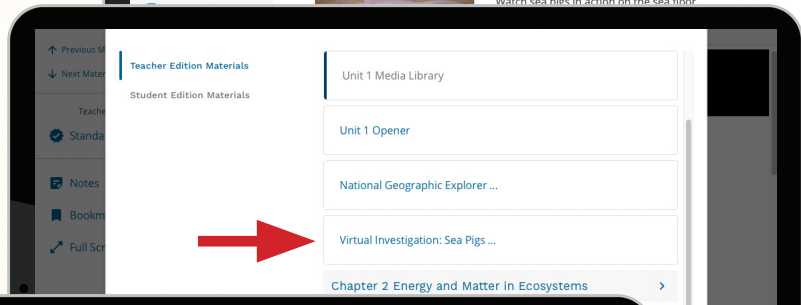 Watch sea pigs in action on the sea floor
Previous M
Next Mater
Teache
Standa
Notes
Bookm
Full Scr
Teacher Edition Materials
Student Edition Materials
Unit 1 Media Library
Unit 1 Opener
National Geographic Explorer ...
Virtual Investigation: Sea Pigs ...
Chapter 2 Energy and Matter in Ecosystems